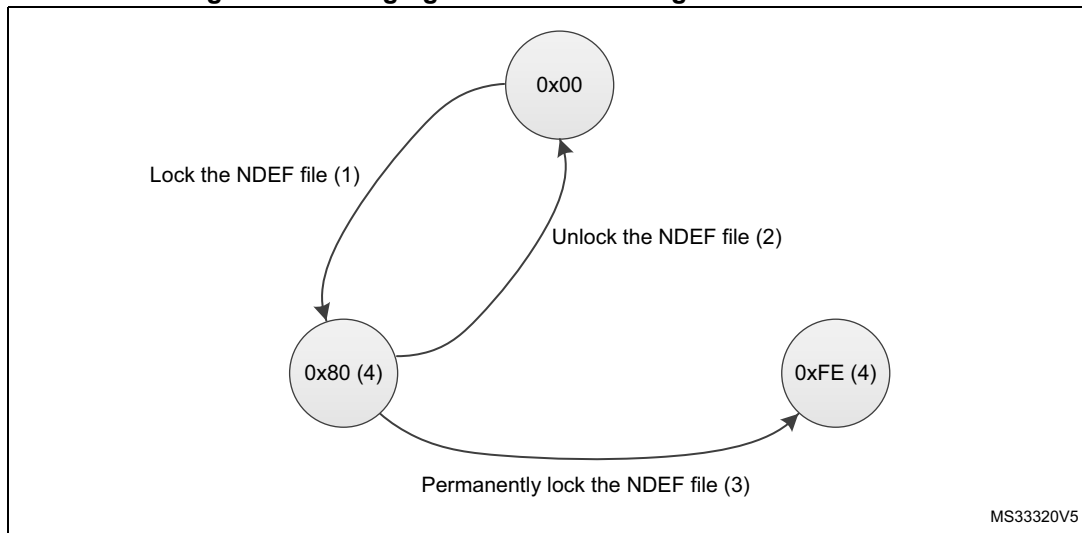 0x00
Lock the NDEF file (1)
Unlock the NDEF file (2)
0x80 (4)
0xFE (4)
Permanently lock the NDEF file (3)
MS33320V5